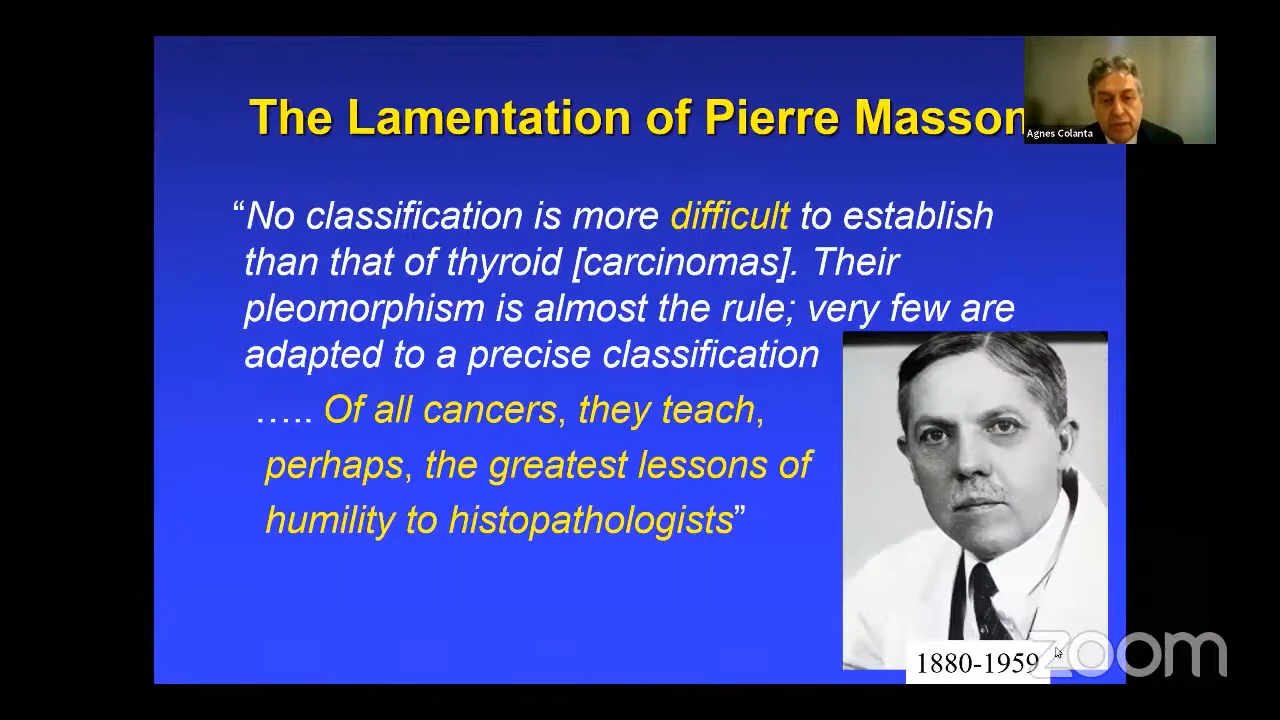 The Lamentation of Pierre Masson
Agnes Colanta
“No classification is more difficult to establish
than that of thyroid [carcinomas]. Their
pleomorphism is almost the rule; very few are
adapted to a precise classification
….. Of all cancers, they teach,
perhaps, the greatest lessons of
humility to histopathologists”
1880-1959
zoom